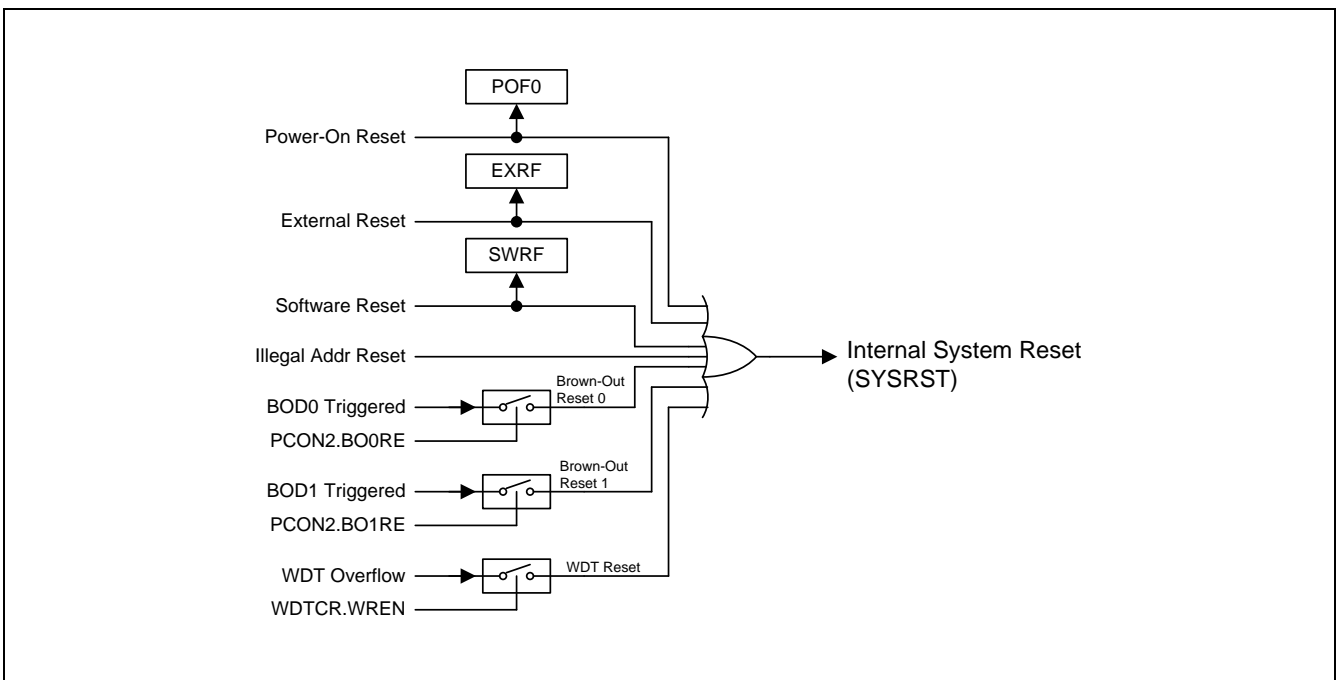 POF0
Power-On Reset
EXRF
External Reset
SWRF
Software Reset
Illegal Addr Reset
Internal System Reset
(SYSRST)
Brown-Out
Reset 0
BOD0 Triggered
PCON2.BO0RE
Brown-Out
Reset 1
BOD1 Triggered
PCON2.BO1RE
WDT Overflow
WDT Reset
WDTCR.WREN